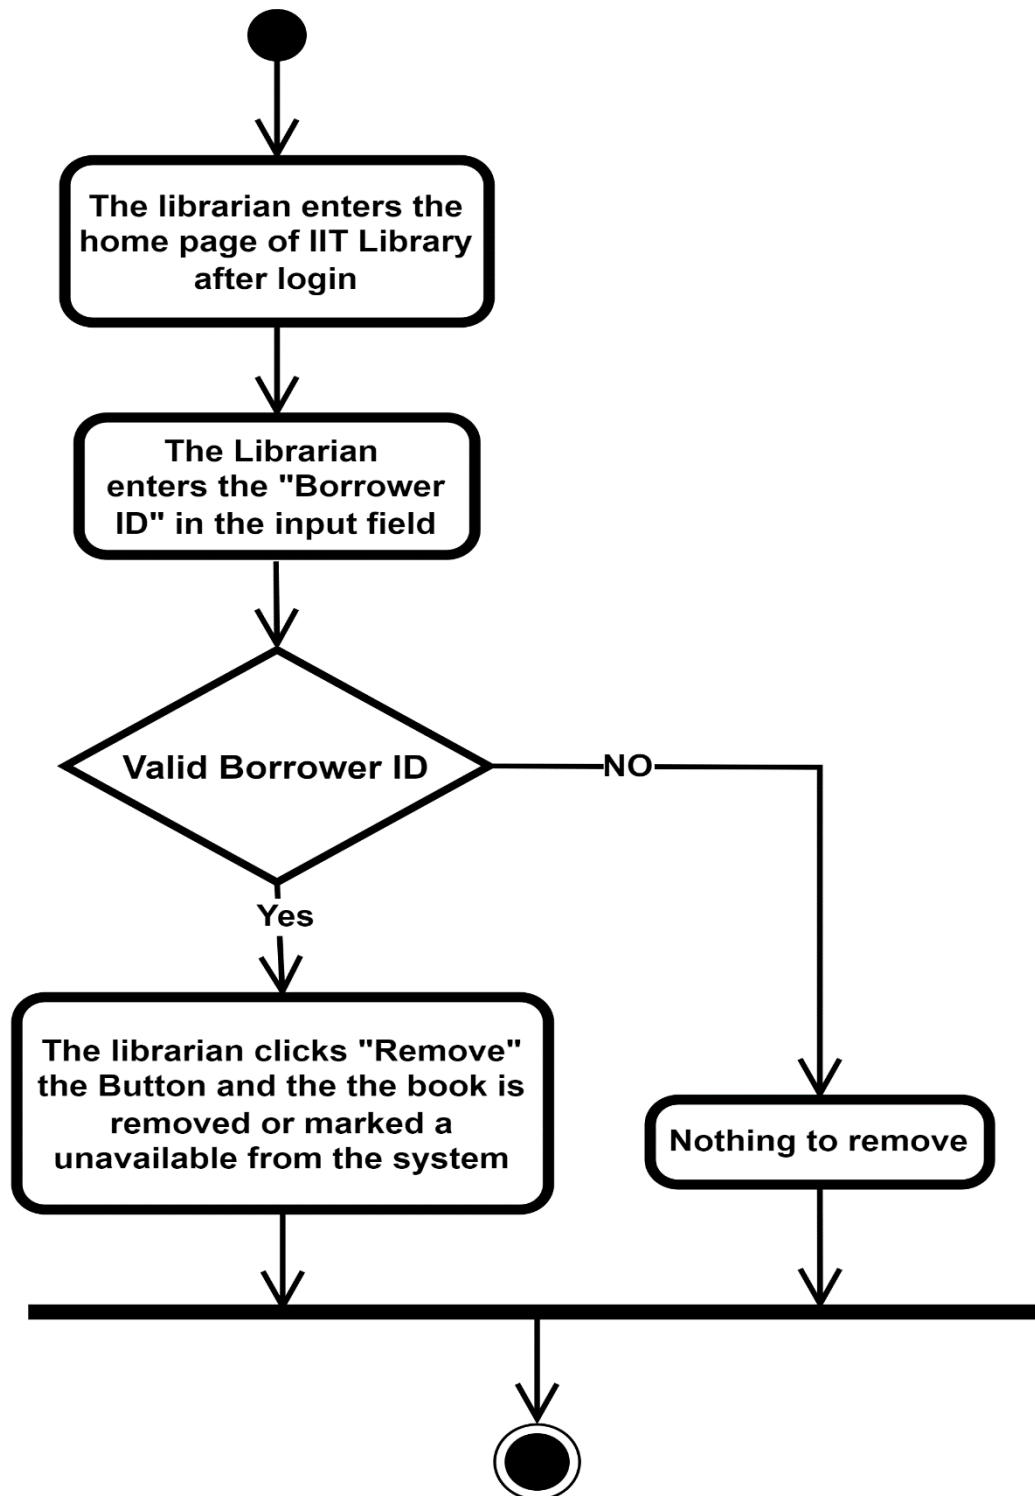 The librarian enters the
home page of IIT Library
after login
The Librarian
enters the "Borrower
ID" in the input field
Valid Borrower ID
NO
Yes
The librarian clicks "Remove"
the Button and the the book is
removed or marked a
unavailable from the system
Nothing to remove